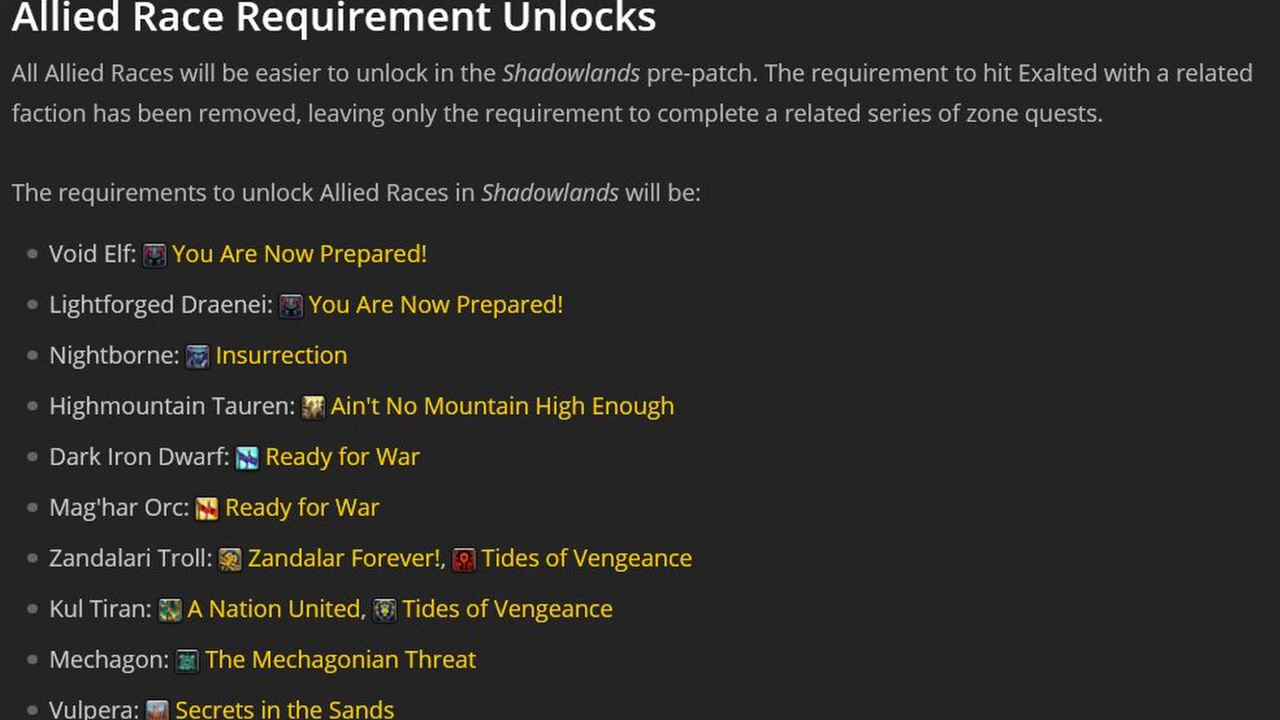 Allied Race Requirement Unlocks
All Allied Races will be easier to unlock in the Shadowlands pre-patch. The requirement to hit Exalted with a related
faction has been removed, leaving only the requirement to complete a related series of zone quests.
The requirements to unlock Allied Races in Shadowlands will be:
Void Elf: You Are Now Prepared!
Lightforged Draenei: You Are Now Prepared!
Nightborne: Insurrection
Highmountain Tauren: Ain't No Mountain High Enough
Dark Iron Dwarf: Ready for War
Mag'har Orc: Ready for War
Zandalari Troll: Zandalar Forever!, Tides of Vengeance
Kul Tiran: A Nation United, Tides of Vengeance
Mechagon: The Mechagonian Threat
Vulpera: Secrets in the Sands